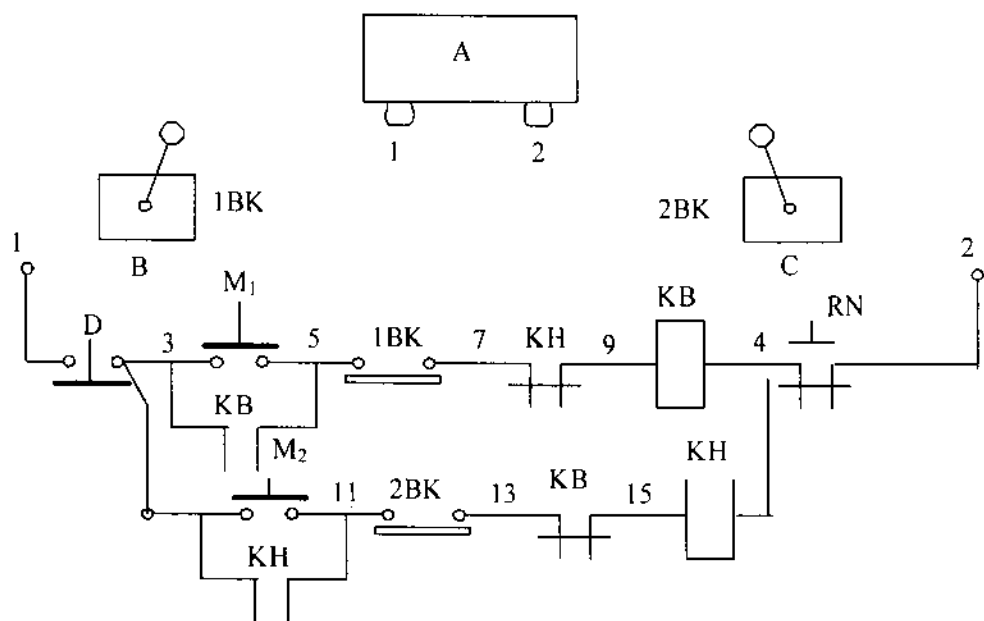 A
1 2
1BK 2BK
1 B C 2
M₁ KB RN
D 3 5 1BK 7 KH 9 4
KB
M₂ KH
11 2BK 13 KB 15
KH